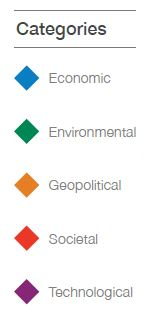 Categories
Economic
Environmental
Geopolitical
Societal
Technological